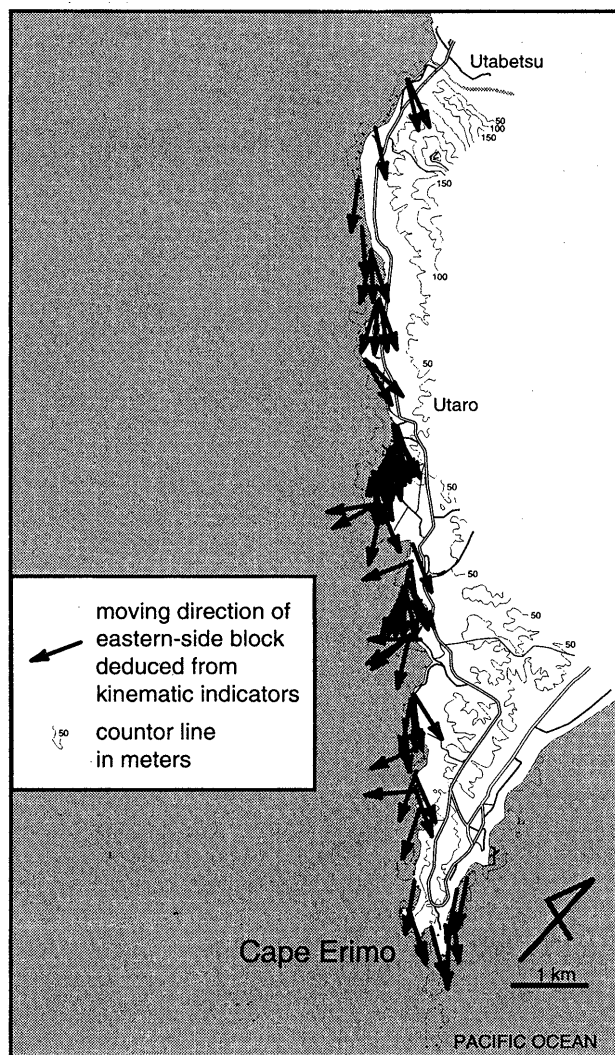 Utabetsu
50
100
150
150
100
50
Utaro
50
50
50
50
50
moving direction of
eastern-side block
deduced from
kinematic indicators
50
countor line
in meters
Cape Erimo
1 km
PACIFIC OCEAN